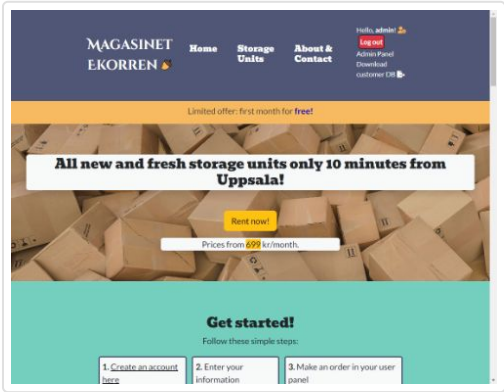 MAGASINET
EKORREN
Home
Storage
Units
About &
Contact
Hello, admin!
Log out
Admin Panel
Download
customer DB
Limited offer: first month for free!
All new and fresh storage units only 10 minutes from
Uppsala!
Rent now!
Prices from 699 kr/month.
Get started!
Follow these simple steps:
1. Create an account
here
2. Enter your
information
3. Make an order in your user
panel